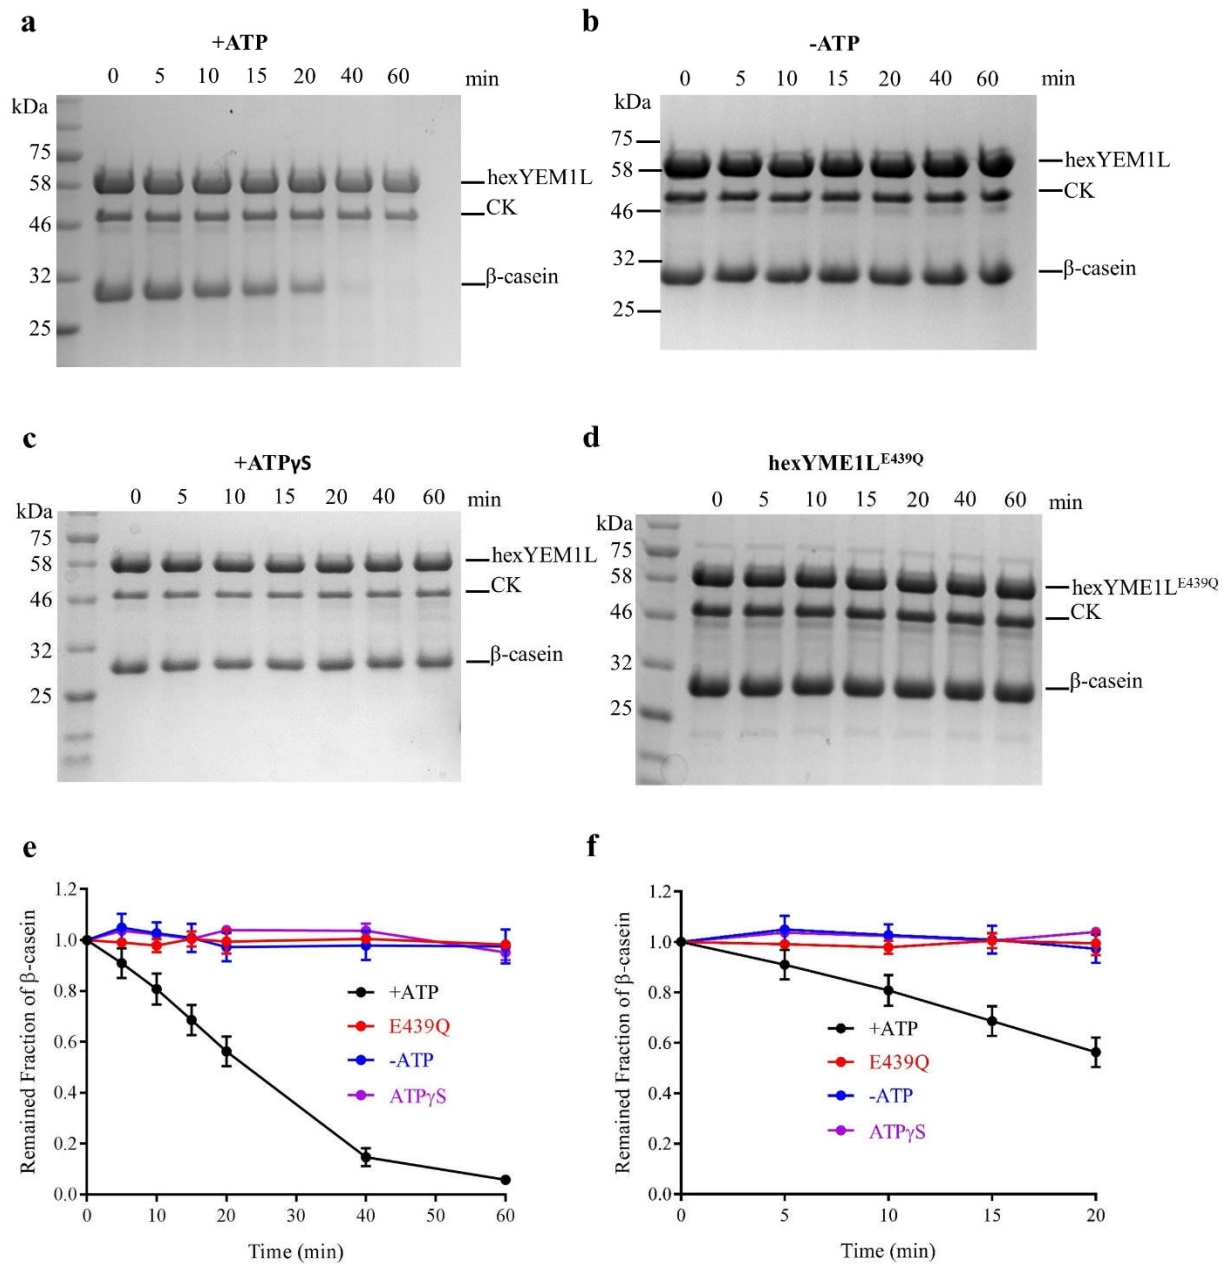 a
+ATP
0 5 10 15 20 40 60 min
kDa
75
58
46
32
25
hexYEM1L
CK
β-casein
b
-ATP
0 5 10 15 20 40 60 min
kDa
75
58
46
32
25
hexYEM1L
CK
β-casein
c
+ATPγS
0 5 10 15 20 40 60 min
kDa
75
58
46
32
25
hexYEM1L
CK
β-casein
d
hexYME1L^E439Q
0 5 10 15 20 40 60 min
kDa
75
58
46
32
25
hexYME1L^E439Q
CK
β-casein
e
Remained Fraction of β-casein
1.2
1.0
0.8
0.6
0.4
0.2
0.0
+ATP
E439Q
-ATP
ATPγS
0 10 20 30 40 50 60
Time (min)
f
Remained Fraction of β-casein
1.2
1.0
0.8
0.6
0.4
0.2
0.0
+ATP
E439Q
-ATP
ATPγS
0 5 10 15 20
Time (min)